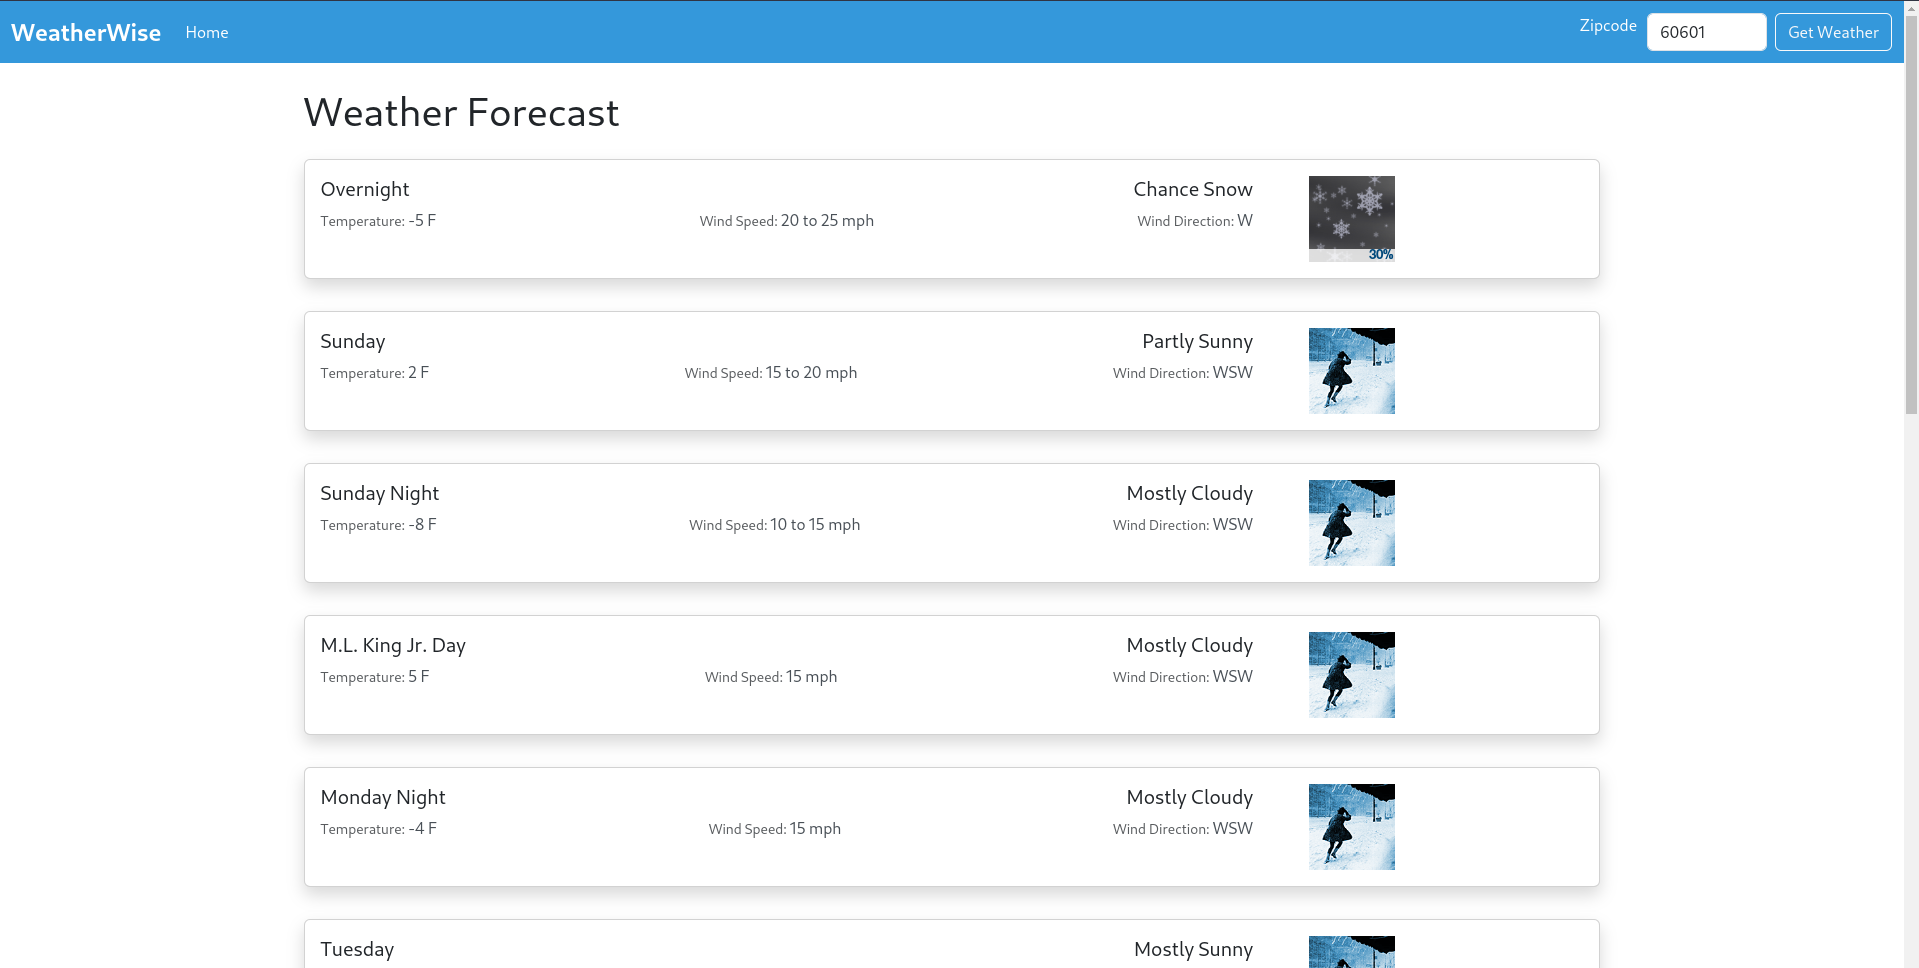 WeatherWise Home Zipcode 60601 Get Weather
Weather Forecast
Overnight Chance Snow
Temperature: -5 F Wind Speed: 20 to 25 mph Wind Direction: W
30%
Sunday Partly Sunny
Temperature: 2 F Wind Speed: 15 to 20 mph Wind Direction: WSW
Sunday Night Mostly Cloudy
Temperature: -8 F Wind Speed: 10 to 15 mph Wind Direction: WSW
M.L. King Jr. Day Mostly Cloudy
Temperature: 5 F Wind Speed: 15 mph Wind Direction: WSW
Monday Night Mostly Cloudy
Temperature: -4 F Wind Speed: 15 mph Wind Direction: WSW
Tuesday Mostly Sunny